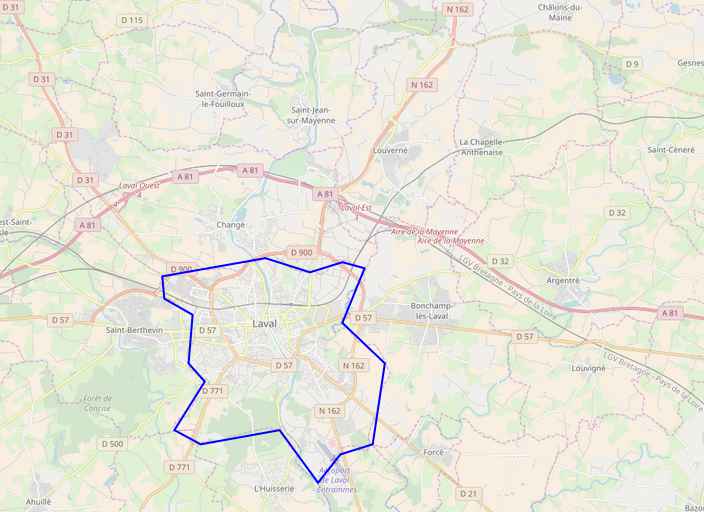 D 31
D 115
N 162
Châlons-du-
Maine
D 9
Gesnes
D 31
N 162
Saint-Germain-
le-Fouilloux
Saint-Jean-
sur-Mayenne
D 31
Louverné
La Chapelle-
Anthenaise
Saint-Céneré
A 81
A 81
D 31
Laval Ouest
4
A 81
Laval-Est
3
D 32
A 81
Changé
Aire de la Mayenne
Aire de la Mayenne
est-Saint-
le
D 900
D 32
D 900
LGV Bretagne - Pays de la Loire
Argentré
Bonchamp-
lès-Laval
A 81
D 57
D 57
Laval
Saint-Berthevin
D 57
D 57
LGV Bretagne - Pays de la Loire
D 57
N 162
Louvigné
D 771
Forêt de
Concise
N 162
D 500
Forcé
D 771
Aéroport
de Laval
Entrammes
L'Huisserie
D 21
Ahuillé
Bazou